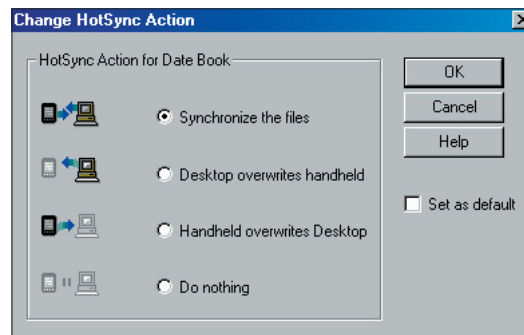 Change HotSync Action
HotSync Action for Date Book
Synchronize the files
Desktop overwrites handheld
Handheld overwrites Desktop
Do nothing
OK
Cancel
Help
Set as default